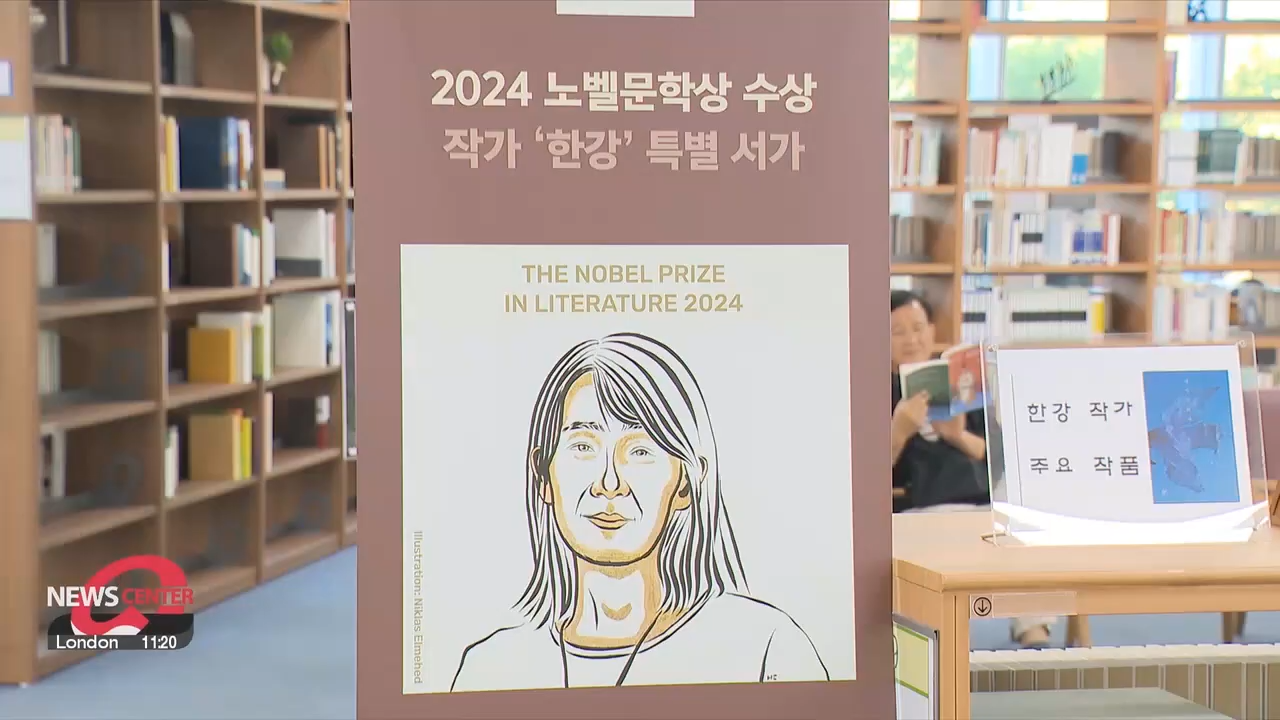 2024 노벨문학상 수상
작가 ‘한강’ 특별 서가
THE NOBEL PRIZE
IN LITERATURE 2024
Illustration: Niklas Elmehed
한강 작가
주요 작품
NEWS CENTER
London 11:20